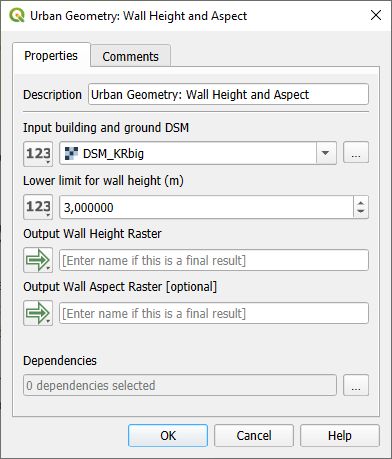 Urban Geometry: Wall Height and Aspect
Properties
Comments
Description
Urban Geometry: Wall Height and Aspect
Input building and ground DSM
123
DSM_KRbig
...
Lower limit for wall height (m)
123
3,000000
Output Wall Height Raster
[Enter name if this is a final result]
Output Wall Aspect Raster [optional]
[Enter name if this is a final result]
Dependencies
0 dependencies selected
...
OK
Cancel
Help